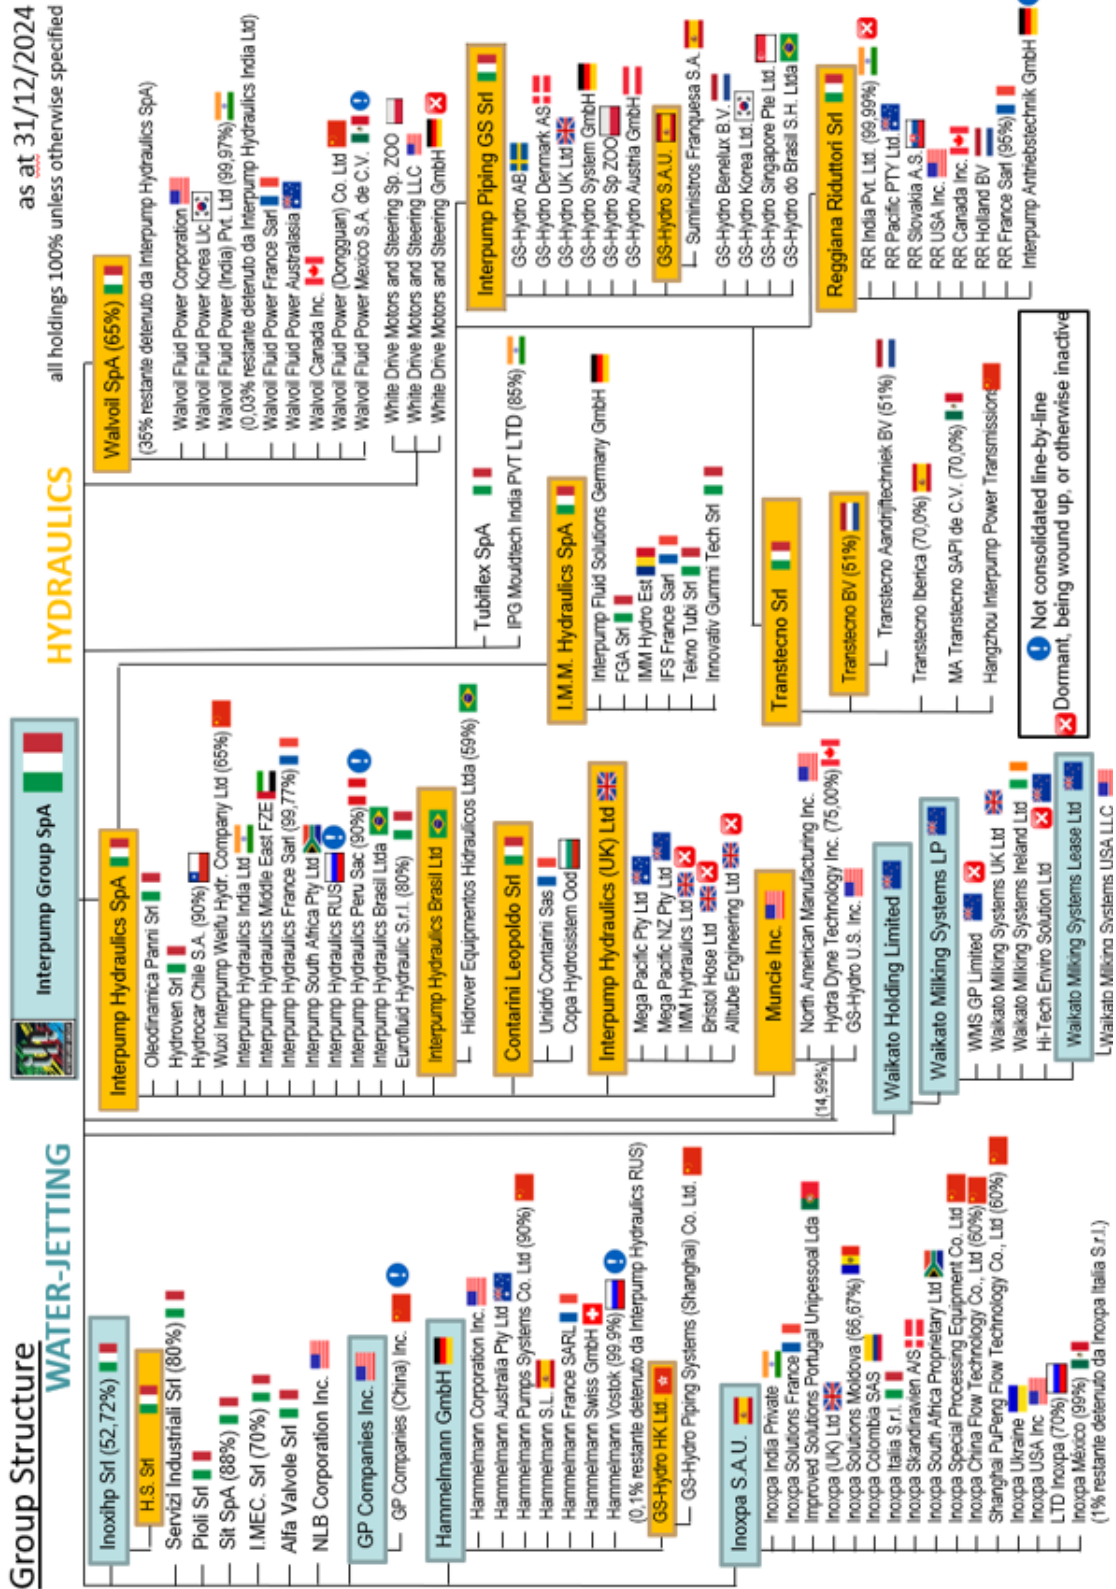 Group Structure
as at 31/12/2024
all holdings 100% unless otherwise specified
Interpump Group SpA
WATER-JETTING
HYDRAULICS
Inoxihp Srl (52,72%)
H.S. Srl
Servizi Industriali Srl (80%)
Pioli Srl
Sit SpA (88%)
I.MEC. Srl (70%)
Alfa Valvole Srl
NLB Corporation Inc.
GP Companies Inc.
GP Companies (China) Inc.
Hammelmann GmbH
Hammelmann Corporation Inc.
Hammelmann Australia Pty Ltd
Hammelmann Pumps Systems Co. Ltd (90%)
Hammelmann S.L.
Hammelmann France SARL
Hammelmann Swiss GmbH
Hammelmann Vostok (99.9%)
(0,1% restante detenuto da Interpump Hydraulics RUS)
GS-Hydro HK Ltd.
GS-Hydro Piping Systems (Shanghai) Co. Ltd.
Inoxpa S.A.U.
Inoxpa India Private
Inoxpa Solutions France
Improved Solutions Portugal Unipessoal Lda
Inoxpa (UK) Ltd
Inoxpa Solutions Moldova (66,67%)
Inoxpa Colombia SAS
Inoxpa Italia S.r.l.
Inoxpa Skandinavien A/S
Inoxpa South Africa Proprietary Ltd
Inoxpa Special Processing Equipment Co. Ltd
Inoxpa China Flow Technology Co., Ltd (60%)
Shanghai PuPeng Flow Technology Co., Ltd (60%)
Inoxpa Ukraine
Inoxpa USA Inc
LTD Inoxpa (70%)
Inoxpa México (99%)
(1% restante detenuto da Inoxpa Italia S.r.l.)
Interpump Hydraulics SpA
Oleodinamica Panni Srl
Hydroven Srl
Hydrocar Chile S.A. (90%)
Wuxi Interpump Weifu Hydr. Company Ltd (65%)
Interpump Hydraulics India Ltd
Interpump Hydraulics Middle East FZE
Interpump Hydraulics France Sarl (99,77%)
Interpump South Africa Pty Ltd
Interpump Hydraulics RUS
Interpump Hydraulics Peru Sac (90%)
Interpump Hydraulics Brasil Ltda
Eurofluid Hydraulic S.r.l. (80%)
Interpump Hydraulics Brasil Ltd
Hidrover Equipmentos Hidraulicos Ltda (59%)
Contarini Leopoldo Srl
Unidrò Contarini Sas
Copa Hydrosistem Ood
Interpump Hydraulics (UK) Ltd
Mega Pacific Pty Ltd
Mega Pacific NZ Pty Ltd
IMM Hydraulics Ltd
Bristol Hose Ltd
Alltube Engineering Ltd
Muncie Inc.
North American Manufacturing Inc.
Hydra Dyne Technology Inc. (75,00%)
GS-Hydro U.S. Inc.
(14,99%)
Waikato Holding Limited
Waikato Milking Systems LP
WMS GP Limited
Waikato Milking Systems UK Ltd
Waikato Milking Systems Ireland Ltd
Hi-Tech Enviro Solution Ltd
Waikato Milking Systems Lease Ltd
LWaikato Milking Systems USA LLC
Walvoil SpA (65%)
(35% restante detenuto da Interpump Hydraulics SpA)
Walvoil Fluid Power Corporation
Walvoil Fluid Power Korea Llc
Walvoil Fluid Power (India) Pvt. Ltd (99,97%)
(0,03% restante detenuto da Interpump Hydraulics India Ltd)
Walvoil Fluid Power France Sarl
Walvoil Fluid Power Australasia
Walvoil Canada Inc.
Walvoil Fluid Power (Dongguan) Co. Ltd
Walvoil Fluid Power Mexico S.A. de C.V.
White Drive Motors and Steering Sp. ZOO
White Drive Motors and Steering LLC
White Drive Motors and Steering GmbH
Tubiflex SpA
IPG Mouldtech India PVT LTD (85%)
I.M.M. Hydraulics SpA
Interpump Fluid Solutions Germany GmbH
FGA Srl
IMM Hydro Est
IFS France Sarl
Tekno Tubi Srl
Innovativ Gummi Tech Srl
Transtecno Srl
Transtecno BV (51%)
Transtecno Aandrijftechniek BV (51%)
Transtecno Iberica (70,0%)
MA Transtecno SAPI de C.V. (70,0%)
Hangzhou Interpump Power Transmissions
Interpump Piping GS Srl
GS-Hydro AB
GS-Hydro Denmark AS
GS-Hydro UK Ltd
GS-Hydro System GmbH
GS-Hydro Sp ZOO
GS-Hydro Austria GmbH
GS-Hydro S.A.U.
Suministros Franquesa S.A.
GS-Hydro Benelux B.V.
GS-Hydro Korea Ltd.
GS-Hydro Singapore Pte Ltd.
GS-Hydro do Brasil S.H. Ltda
Reggiana Riduttori Srl
RR India Pvt. Ltd. (99,99%)
RR Pacific PTY Ltd.
RR Slovakia A.S.
RR USA Inc.
RR Canada Inc.
RR Holland BV
RR France Sarl (95%)
Interpump Antriebstechnik GmbH
Not consolidated line-by-line
Dormant, being wound up, or otherwise inactive